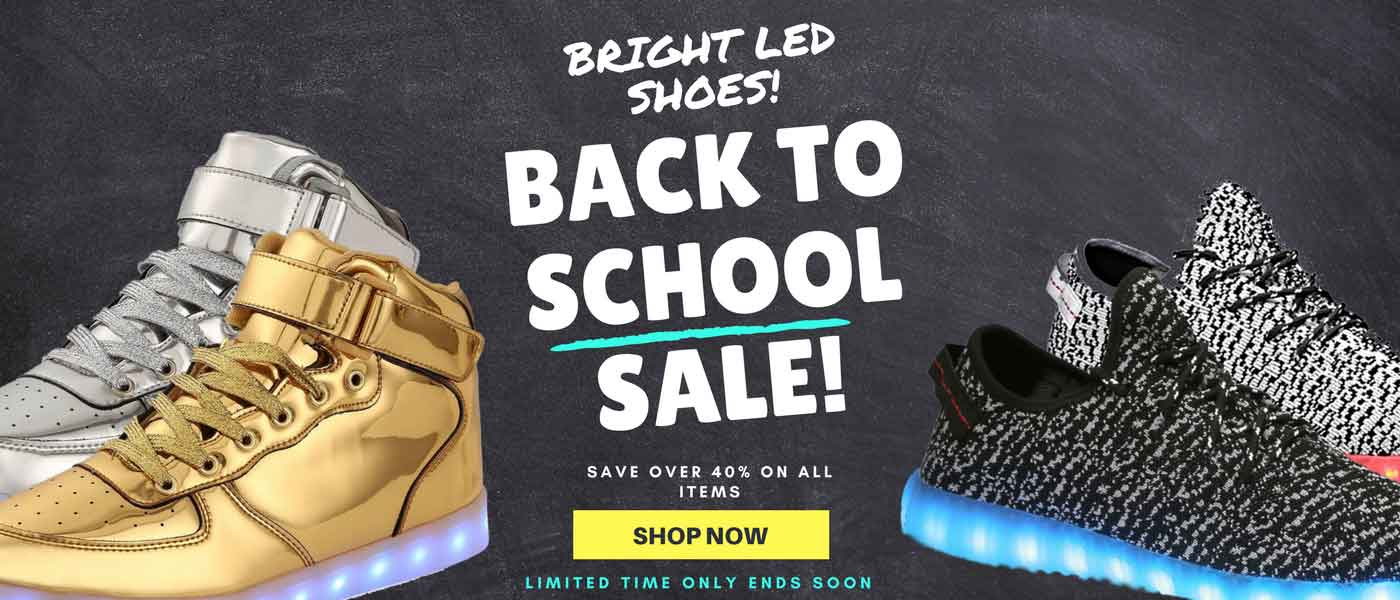 BRIGHT LED
SHOES!
BACK TO
SCHOOL
SALE!
SAVE OVER 40% ON ALL
ITEMS
SHOP NOW
LIMITED TIME ONLY ENDS SOON